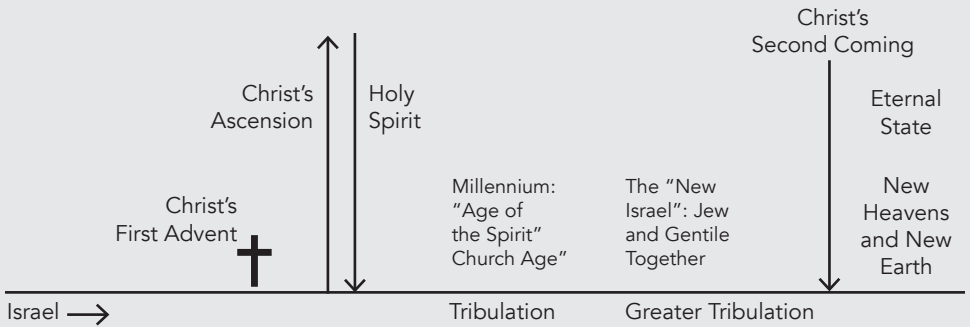 Christ's
Second Coming
Christ's
Ascension
Holy
Spirit
Eternal
State
Christ's
First Advent
Millennium:
"Age of
the Spirit"
Church Age"
The "New
Israel": Jew
and Gentile
Together
New
Heavens
and New
Earth
Israel
Tribulation
Greater Tribulation